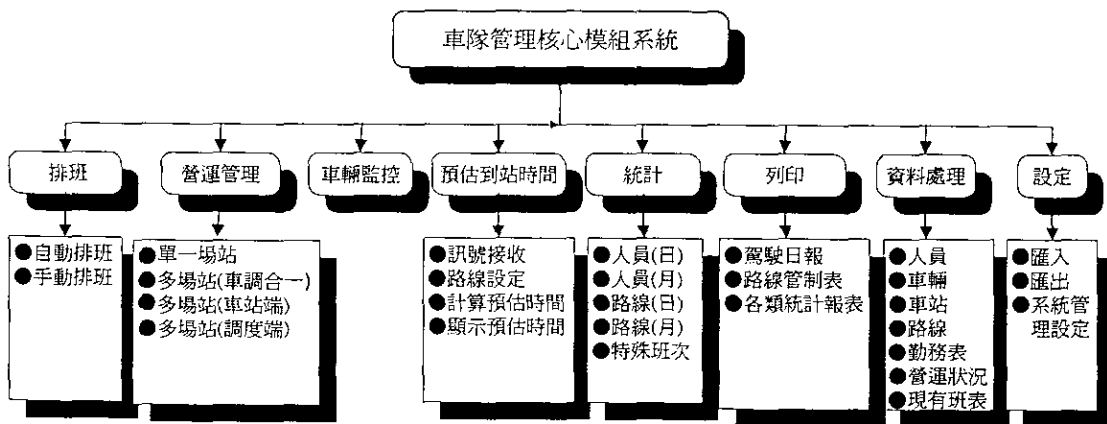 車隊管理核心模組系統
排班
營運管理
車輛監控
預估到站時間
統計
列印
資料處理
設定
●自動排班
●手動排班
●單一場站
●多場站(車調合一)
●多場站(車站端)
●多場站(調度端)
●訊號接收
●路線設定
●計算預估時間
●顯示預估時間
●人員(日)
●人員(月)
●路線(日)
●路線(月)
●特殊班次
●駕駛日報
●路線管制表
●各類統計報表
●人員
●車輛
●車站
●路線
●勤務表
●營運狀況
●現有班表
●匯入
●匯出
●系統管
理設定